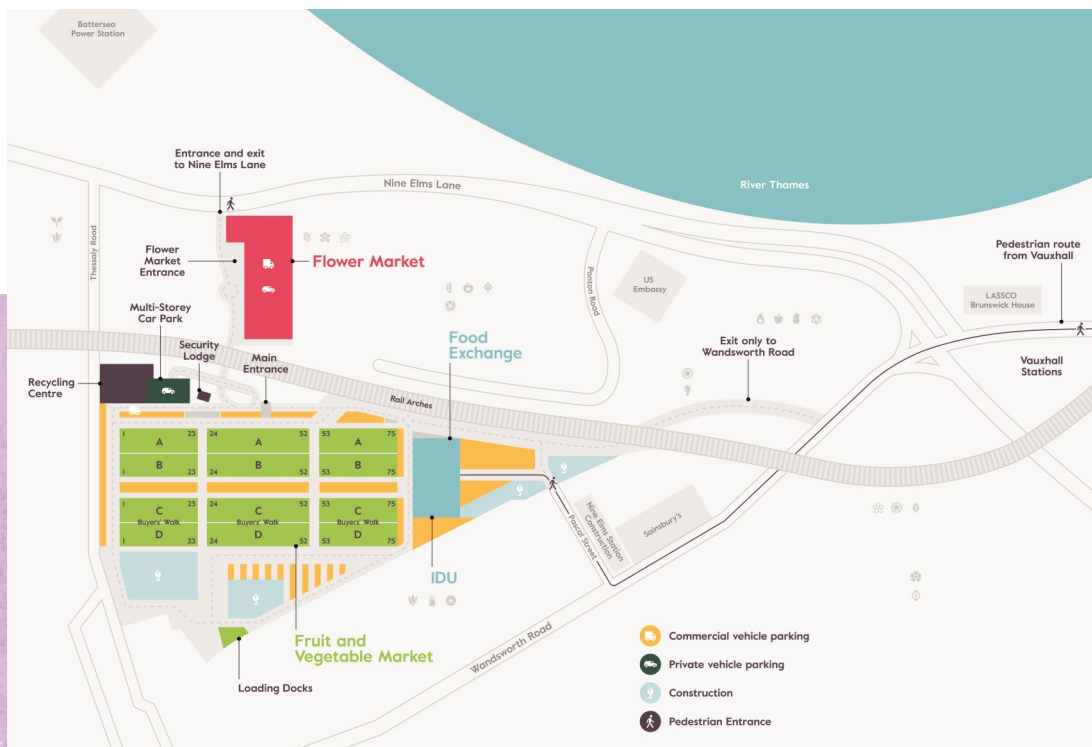 Battersea
Power Station
Entrance and exit
to Nine Elms Lane
Nine Elms Lane
River Thames
Thessaly Road
Flower
Market
Entrance
Flower Market
Ponton Road
US
Embassy
Pedestrian route
from Vauxhall
LASSCO
Brunswick House
Multi-Storey
Car Park
Security
Lodge
Main
Entrance
Food
Exchange
Exit only to
Wandsworth Road
Vauxhall
Stations
Recycling
Centre
Rail Arches
1 23 24 52 53 75
A A A
B B B
1 23 24 52 53 75
1 23 24 52 53 75
C C C
Buyers' Walk Buyers' Walk Buyers' Walk
D D D
1 23 24 52 53 75
Pascal Street
Nine Elms Station
Construction
Sainsbury's
IDU
Fruit and
Vegetable Market
Wandsworth Road
Loading Docks
Commercial vehicle parking
Private vehicle parking
Construction
Pedestrian Entrance